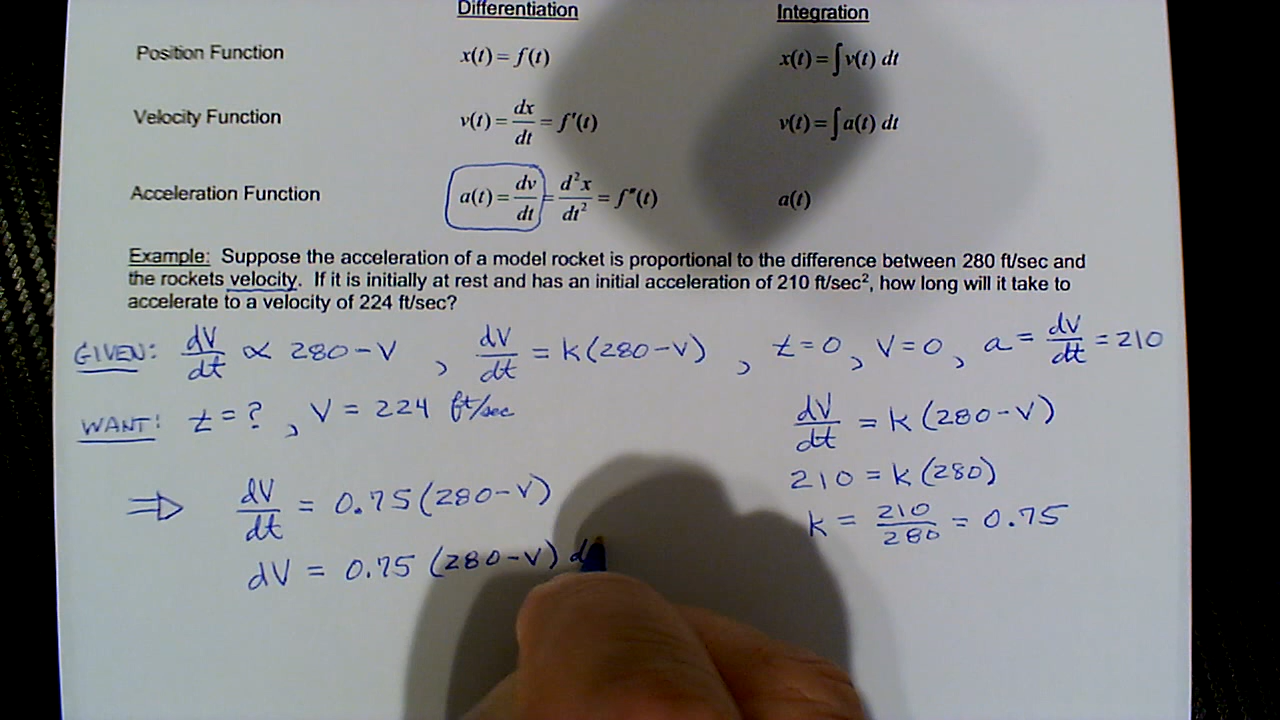 Differentiation Integration
Position Function x(t) = f(t) x(t) = ∫v(t) dt
Velocity Function v(t) = dx/dt = f'(t) v(t) = ∫a(t) dt
Acceleration Function a(t) = dv/dt = d²x/dt² = f"(t) a(t)
Example: Suppose the acceleration of a model rocket is proportional to the difference between 280 ft/sec and
the rockets velocity. If it is initially at rest and has an initial acceleration of 210 ft/sec², how long will it take to
accelerate to a velocity of 224 ft/sec?
GIVEN: dV/dt ∝ 280-V , dV/dt = k(280-V) , t=0, V=0, a = dV/dt = 210
WANT: t=?, V = 224 ft/sec
dV/dt = k(280-V)
210 = k(280)
k = 210/280 = 0.75
⇒ dV/dt = 0.75(280-V)
dV = 0.75 (280-V) d